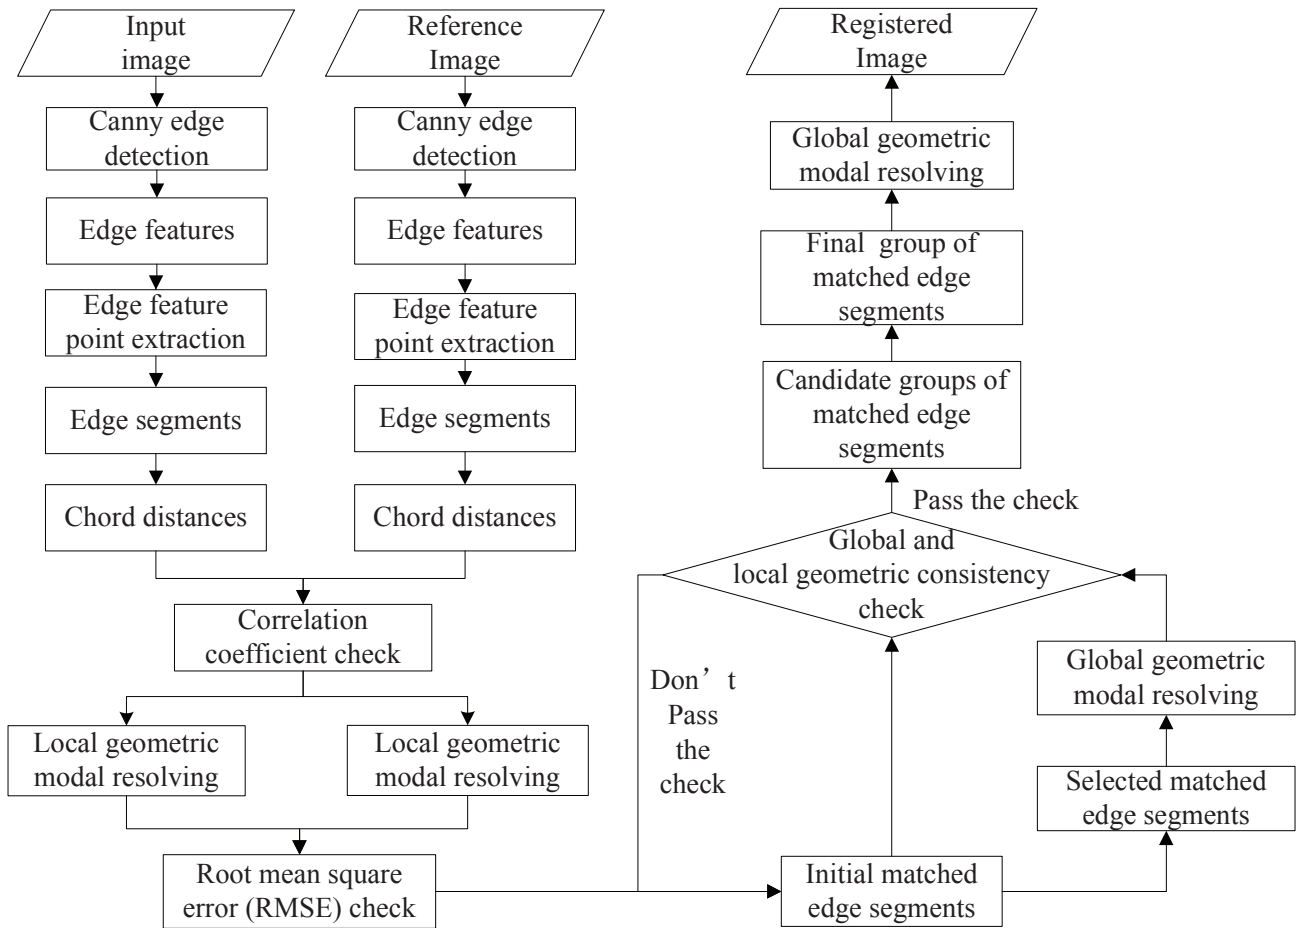 Input
image
Canny edge
detection
Edge features
Edge feature
point extraction
Edge segments
Chord distances
Reference
Image
Canny edge
detection
Edge features
Edge feature
point extraction
Edge segments
Chord distances
Correlation
coefficient check
Local geometric
modal resolving
Local geometric
modal resolving
Root mean square
error (RMSE) check
Initial matched
edge segments
Selected matched
edge segments
Global geometric
modal resolving
Global and
local geometric consistency
check
Don’t
Pass
the
check
Pass the check
Candidate groups of
matched edge
segments
Final group of
matched edge
segments
Global geometric
modal resolving
Registered
Image